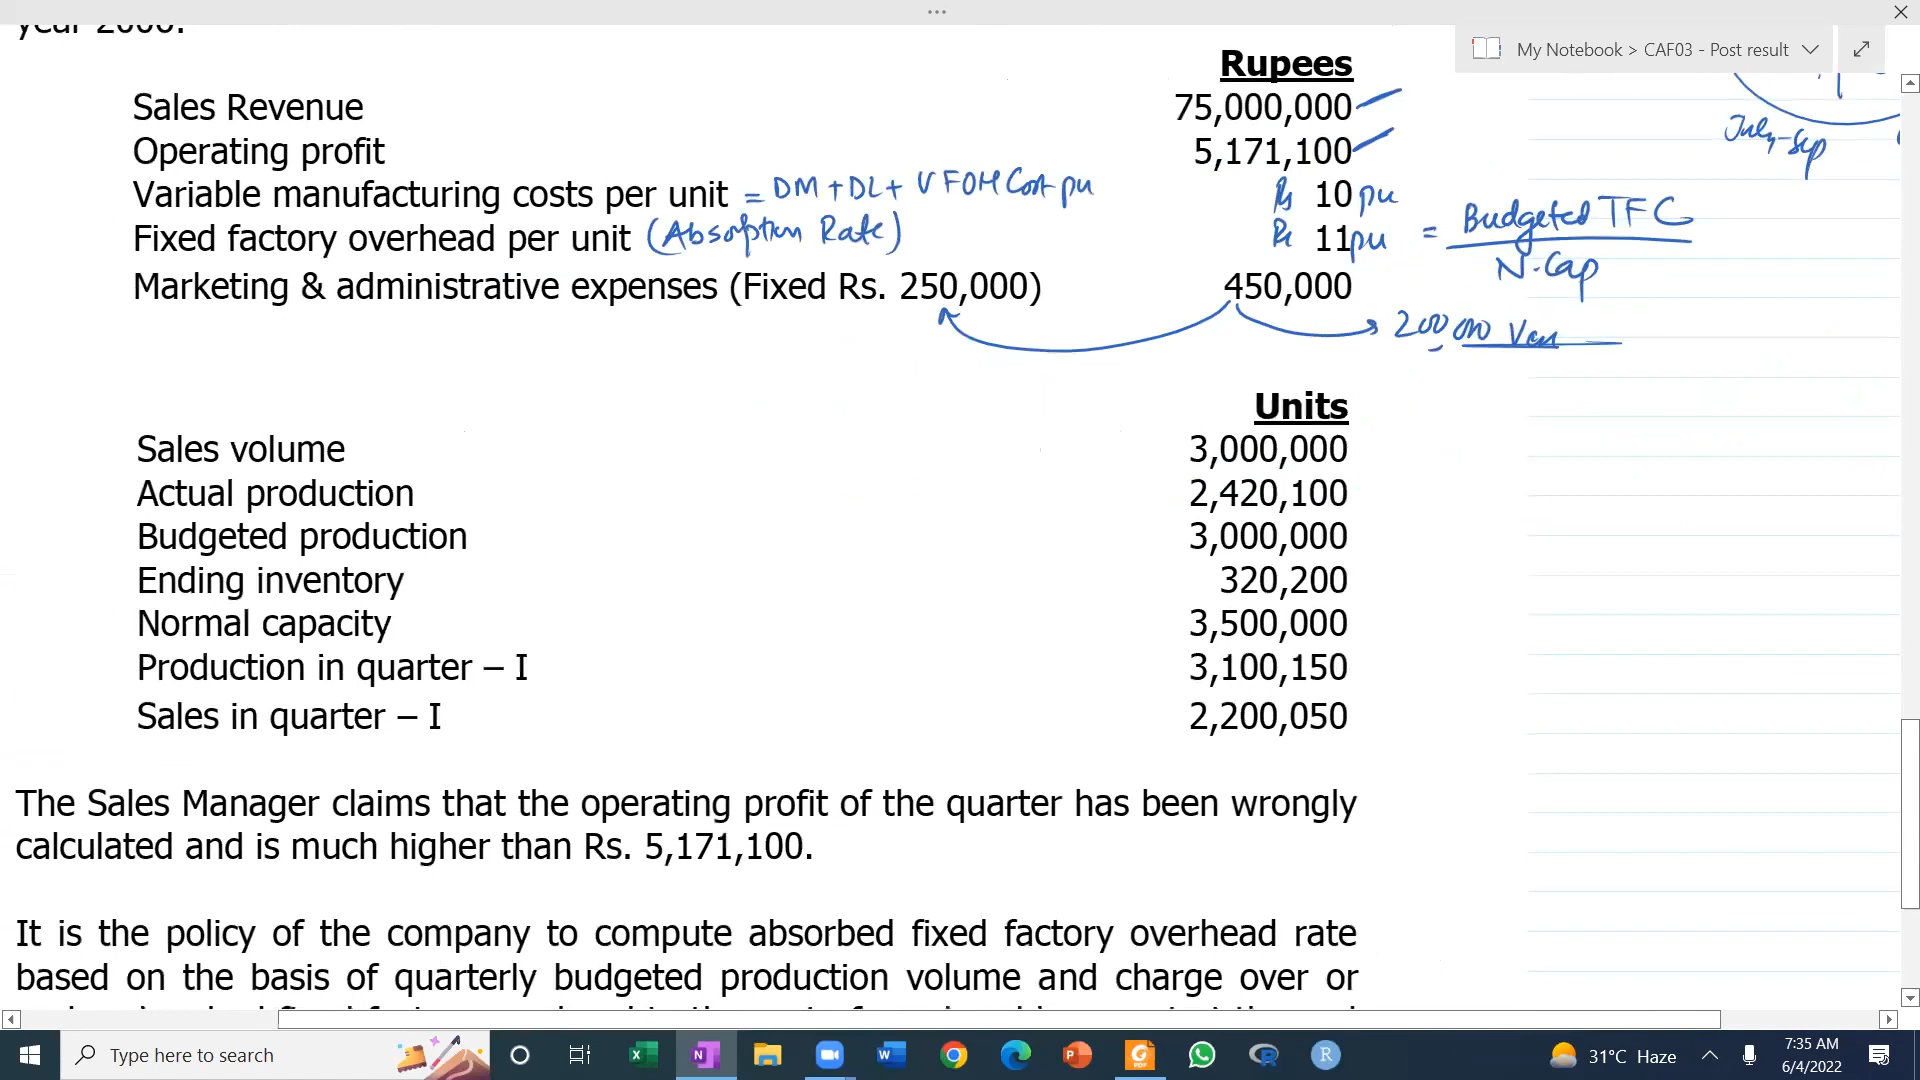 year 2006.
My Notebook > CAF03 - Post result
Rupees
Sales Revenue 75,000,000
Operating profit 5,171,100
July-Sep
Variable manufacturing costs per unit = DM + DL + VFOH Cost pu Rs 10 pu
Fixed factory overhead per unit (Absorption Rate) Rs 11 pu = Budgeted TFC
N.Cap
Marketing & administrative expenses (Fixed Rs. 250,000) 450,000
200,000 Var
Units
Sales volume 3,000,000
Actual production 2,420,100
Budgeted production 3,000,000
Ending inventory 320,200
Normal capacity 3,500,000
Production in quarter – I 3,100,150
Sales in quarter – I 2,200,050
The Sales Manager claims that the operating profit of the quarter has been wrongly
calculated and is much higher than Rs. 5,171,100.
It is the policy of the company to compute absorbed fixed factory overhead rate
based on the basis of quarterly budgeted production volume and charge over or
Type here to search
31°C Haze
7:35 AM
6/4/2022